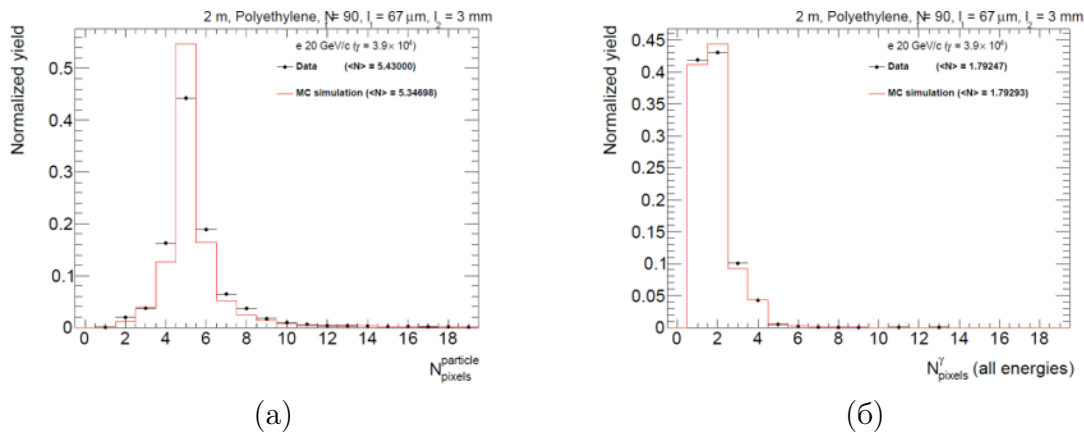 2 m, Polyethylene, N = 90, l₁ = 67 μm, l₂ = 3 mm
Normalized yield
e 20 GeV/c (γ = 3.9 × 10⁴)
Data (<N> = 5.43000)
MC simulation (<N> = 5.34698)
0.5
0.4
0.3
0.2
0.1
0
0 2 4 6 8 10 12 14 16 18
N particle pixels
(а)
2 m, Polyethylene, N = 90, l₁ = 67 μm, l₂ = 3 mm
Normalized yield
e 20 GeV/c (γ = 3.9 × 10⁴)
Data (<N> = 1.79247)
MC simulation (<N> = 1.79293)
0.45
0.4
0.35
0.3
0.25
0.2
0.15
0.1
0.05
0
0 2 4 6 8 10 12 14 16 18
N γ pixels (all energies)
(б)